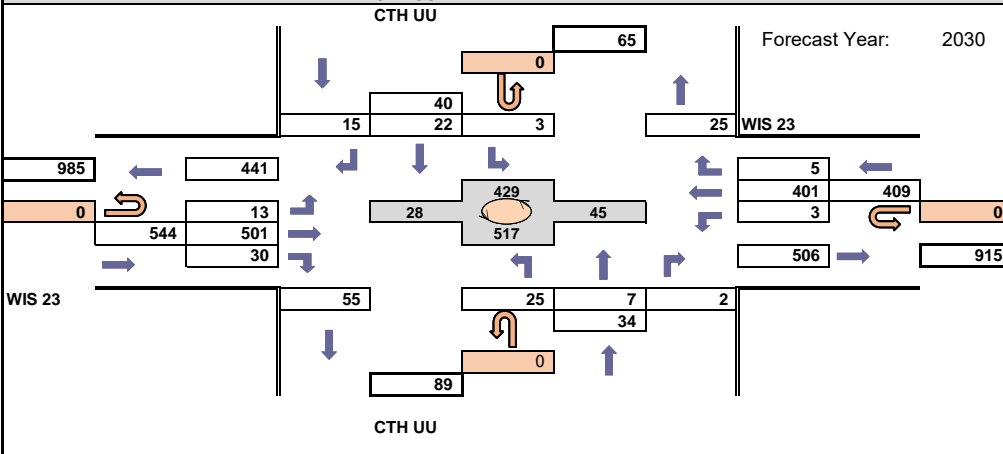 CTH UU
65
Forecast Year: 2030
0
40
15 22 3 25 WIS 23
985 441 5
429
0 13 28 45 401 409 0
544 501 517 3
30 506 915
WIS 23 55 25 7 2
34
0
89
CTH UU